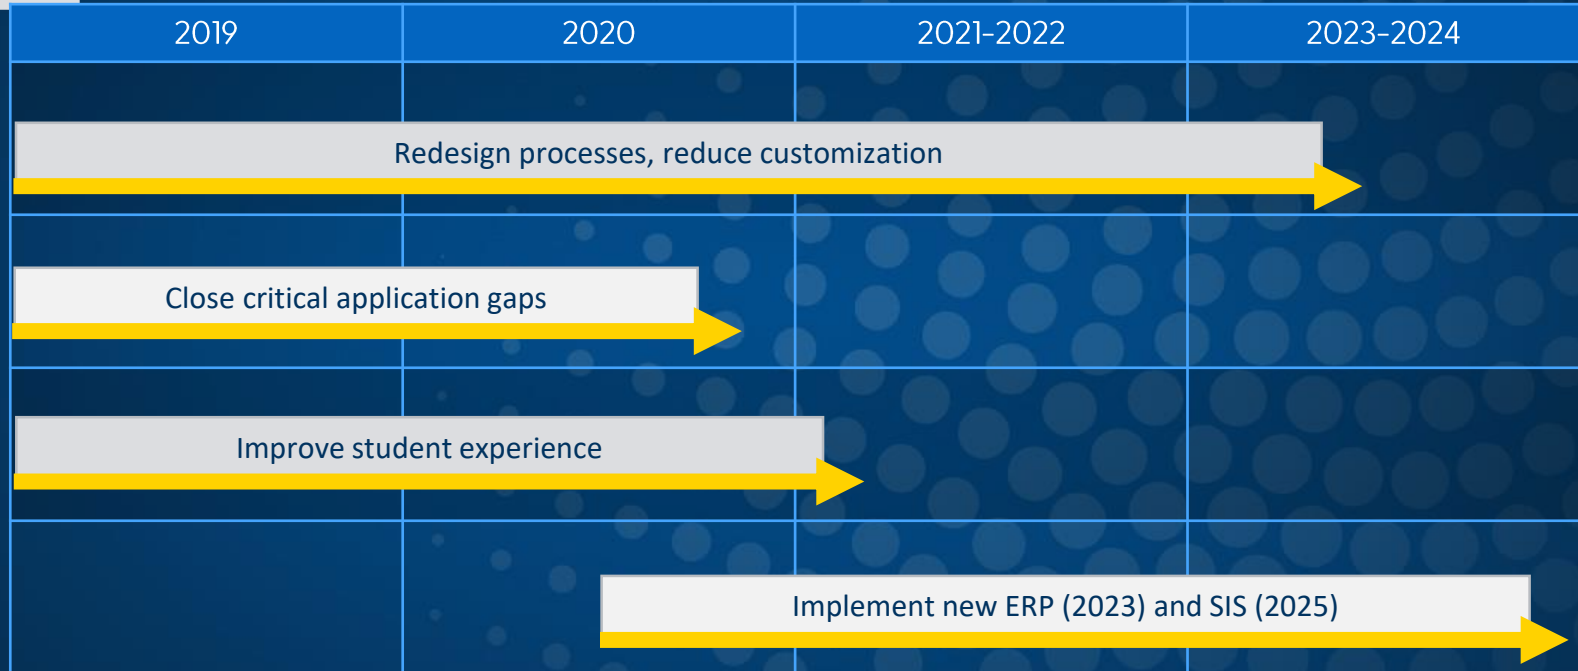 2019
2020
2021-2022
2023-2024
Redesign processes, reduce customization
Close critical application gaps
Improve student experience
Implement new ERP (2023) and SIS (2025)